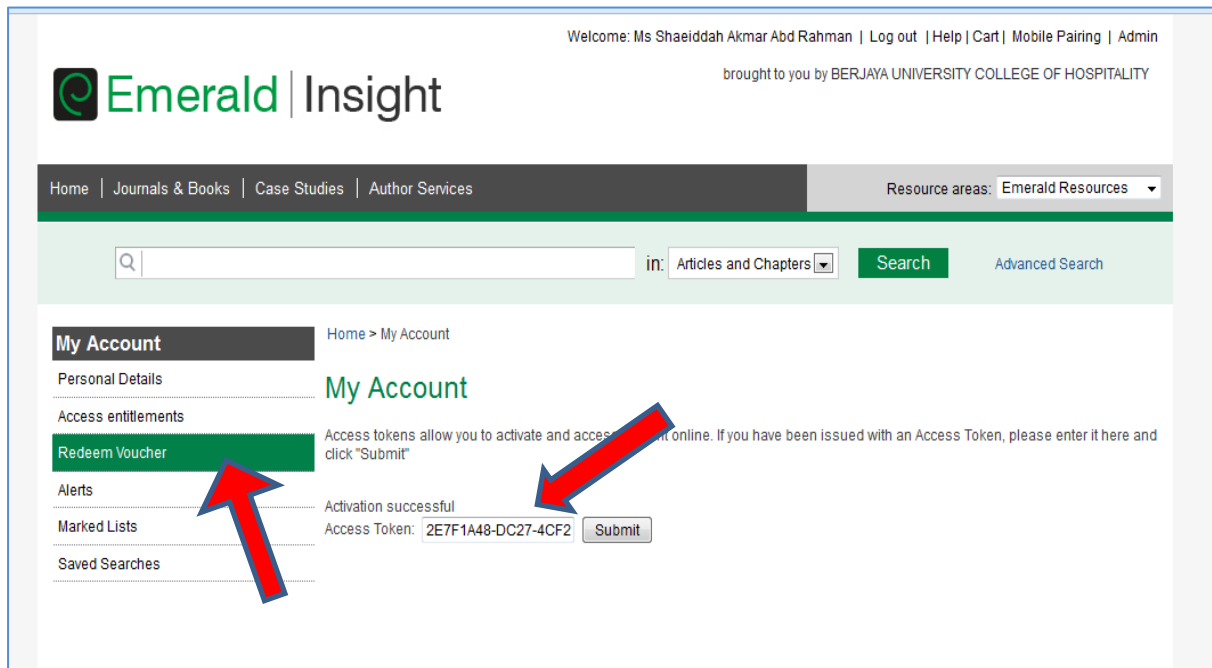 Welcome: Ms Shaeiddah Akmar Abd Rahman | Log out | Help | Cart | Mobile Pairing | Admin
brought to you by BERJAYA UNIVERSITY COLLEGE OF HOSPITALITY
Emerald | Insight
Home | Journals & Books | Case Studies | Author Services
Resource areas: Emerald Resources
in: Articles and Chapters Search Advanced Search
My Account
Personal Details
Access entitlements
Redeem Voucher
Alerts
Marked Lists
Saved Searches
Home > My Account
My Account
Access tokens allow you to activate and access online. If you have been issued with an Access Token, please enter it here and
click "Submit"
Activation successful
Access Token: 2E7F1A48-DC27-4CF2 Submit